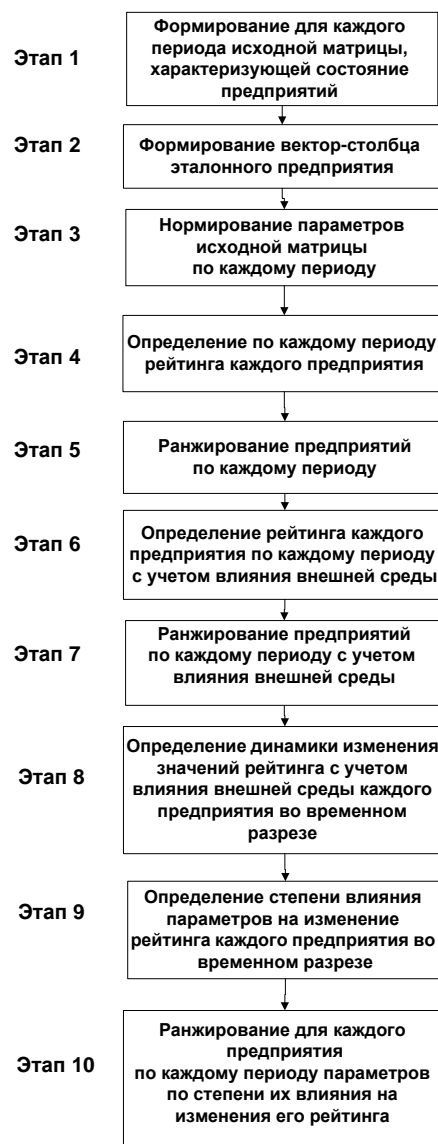 Этап 1
Формирование для каждого
периода исходной матрицы,
характеризующей состояние
предприятий
Этап 2
Формирование вектор-столбца
эталонного предприятия
Этап 3
Нормирование параметров
исходной матрицы
по каждому периоду
Этап 4
Определение по каждому периоду
рейтинга каждого предприятия
Этап 5
Ранжирование предприятий
по каждому периоду
Этап 6
Определение рейтинга каждого
предприятия по каждому периоду
с учетом влияния внешней среды
Этап 7
Ранжирование предприятий
по каждому периоду с учетом
влияния внешней среды
Этап 8
Определение динамики изменения
значений рейтинга с учетом
влияния внешней среды каждого
предприятия во временном
разрезе
Этап 9
Определение степени влияния
параметров на изменение
рейтинга каждого предприятия во
временном разрезе
Этап 10
Ранжирование для каждого
предприятия
по каждому периоду параметров
по степени их влияния на
изменения его рейтинга